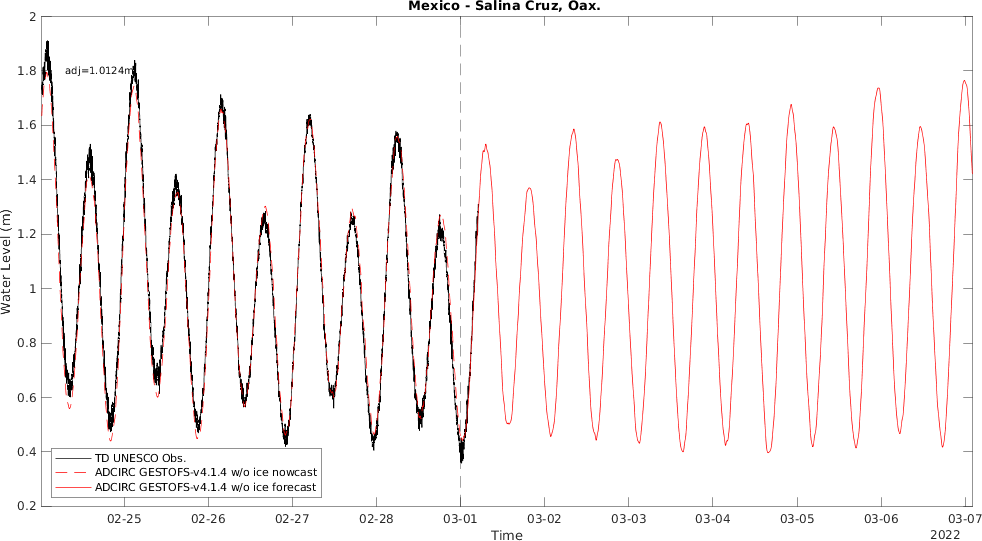 Mexico - Salina Cruz, Oax.
2
1.8
1.6
1.4
1.2
1
0.8
0.6
0.4
0.2
Water Level (m)
adj=1.0124m
TD UNESCO Obs.
ADCIRC GESTOFS-v4.1.4 w/o ice nowcast
ADCIRC GESTOFS-v4.1.4 w/o ice forecast
02-25 02-26 02-27 02-28 03-01 03-02 03-03 03-04 03-05 03-06 03-07
Time
2022